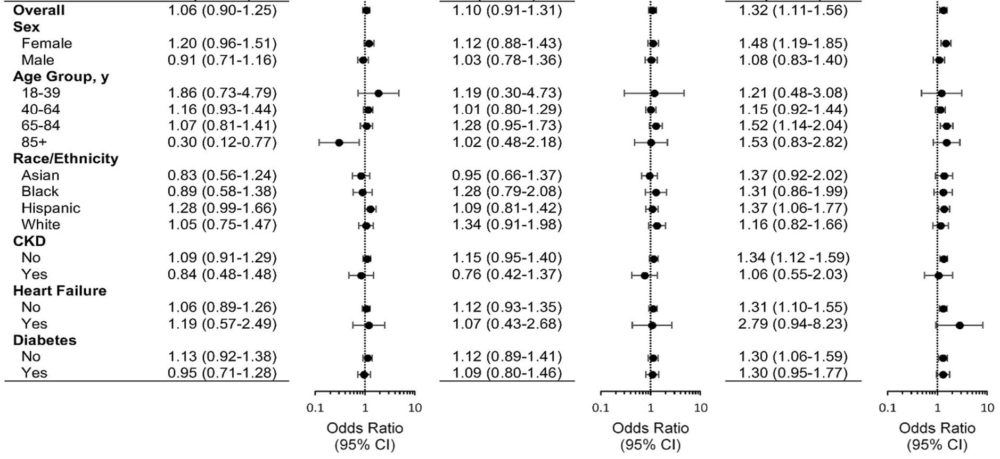 Overall 1.06 (0.90-1.25) 1.10 (0.91-1.31) 1.32 (1.11-1.56)
Sex
Female 1.20 (0.96-1.51) 1.12 (0.88-1.43) 1.48 (1.19-1.85)
Male 0.91 (0.71-1.16) 1.03 (0.78-1.36) 1.08 (0.83-1.40)
Age Group, y
18-39 1.86 (0.73-4.79) 1.19 (0.30-4.73) 1.21 (0.48-3.08)
40-64 1.16 (0.93-1.44) 1.01 (0.80-1.29) 1.15 (0.92-1.44)
65-84 1.07 (0.81-1.41) 1.28 (0.95-1.73) 1.52 (1.14-2.04)
85+ 0.30 (0.12-0.77) 1.02 (0.48-2.18) 1.53 (0.83-2.82)
Race/Ethnicity
Asian 0.83 (0.56-1.24) 0.95 (0.66-1.37) 1.37 (0.92-2.02)
Black 0.89 (0.58-1.38) 1.28 (0.79-2.08) 1.31 (0.86-1.99)
Hispanic 1.28 (0.99-1.66) 1.09 (0.81-1.42) 1.37 (1.06-1.77)
White 1.05 (0.75-1.47) 1.34 (0.91-1.98) 1.16 (0.82-1.66)
CKD
No 1.09 (0.91-1.29) 1.15 (0.95-1.40) 1.34 (1.12 -1.59)
Yes 0.84 (0.48-1.48) 0.76 (0.42-1.37) 1.06 (0.55-2.03)
Heart Failure
No 1.06 (0.89-1.26) 1.12 (0.93-1.35) 1.31 (1.10-1.55)
Yes 1.19 (0.57-2.49) 1.07 (0.43-2.68) 2.79 (0.94-8.23)
Diabetes
No 1.13 (0.92-1.38) 1.12 (0.89-1.41) 1.30 (1.06-1.59)
Yes 0.95 (0.71-1.28) 1.09 (0.80-1.46) 1.30 (0.95-1.77)
0.1 1 10 0.1 1 10 0.1 1 10
Odds Ratio Odds Ratio Odds Ratio
(95% CI) (95% CI) (95% CI)